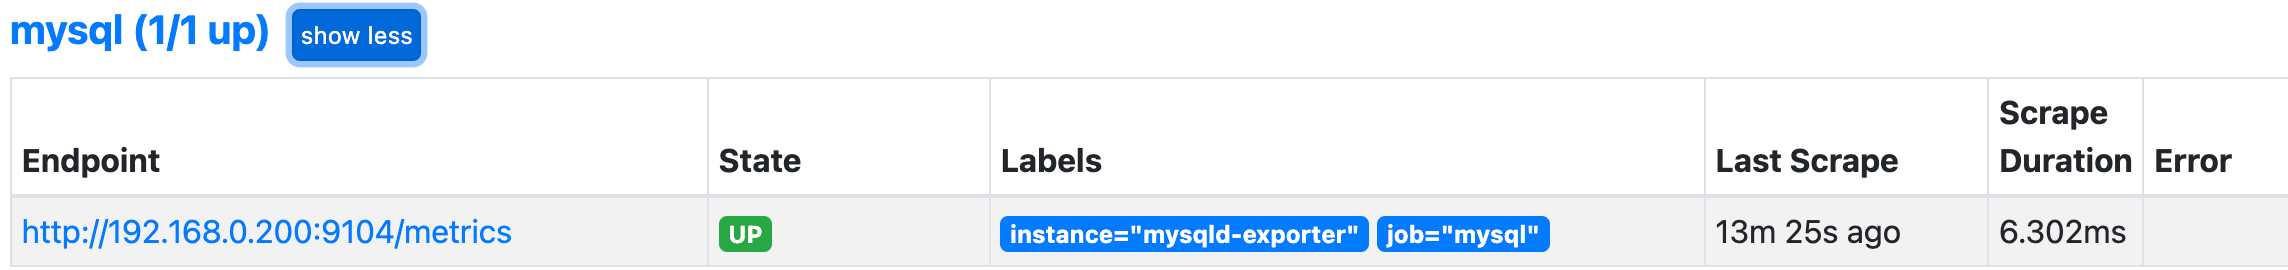 mysql (1/1 up) show less
Endpoint State Labels Last Scrape Scrape Duration Error
http://192.168.0.200:9104/metrics UP instance="mysqld-exporter" job="mysql" 13m 25s ago 6.302ms